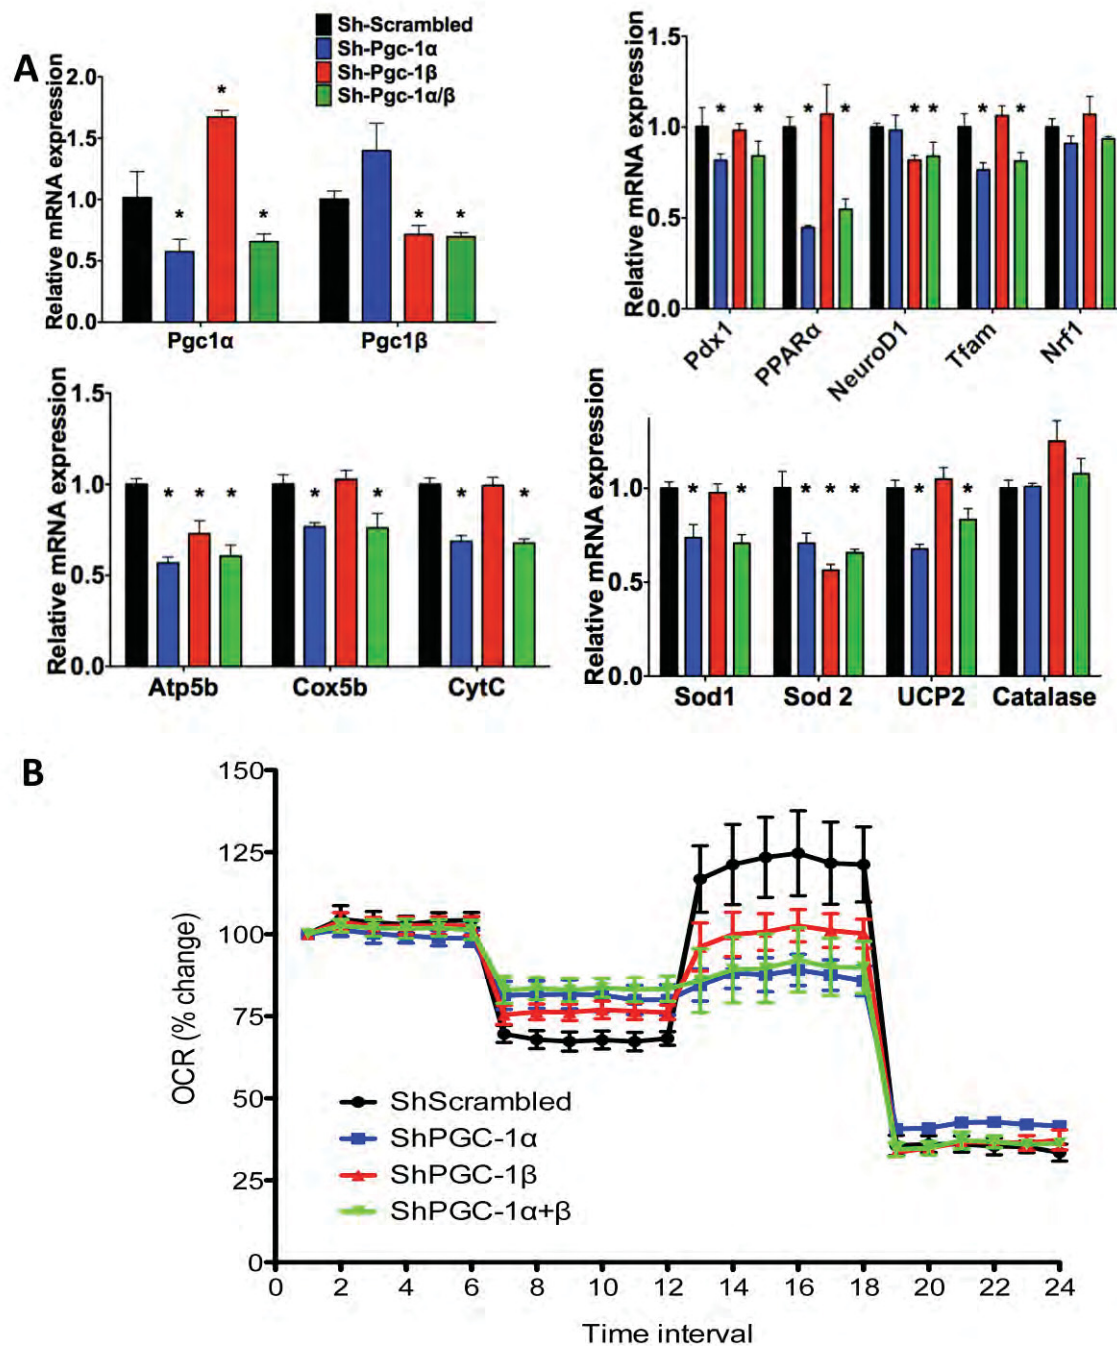 A
Sh-Scrambled
Sh-Pgc-1α
Sh-Pgc-1β
Sh-Pgc-1α/β
Relative mRNA expression
2.0
*
1.5
1.0
* * * *
0.5
0.0
Pgc1α Pgc1β
Relative mRNA expression
1.5
* * * * * * * *
1.0
0.5
0.0
Pdx1 PPARα NeuroD1 Tfam Nrf1
Relative mRNA expression
1.5
1.0
* * * * * * *
0.5
0.0
Atp5b Cox5b CytC
Relative mRNA expression
1.0
* * * * * * *
0.5
0.0
Sod1 Sod 2 UCP2 Catalase
B
OCR (% change)
150
125
100
75
50
25
0
ShScrambled
ShPGC-1α
ShPGC-1β
ShPGC-1α+β
0 2 4 6 8 10 12 14 16 18 20 22 24
Time interval